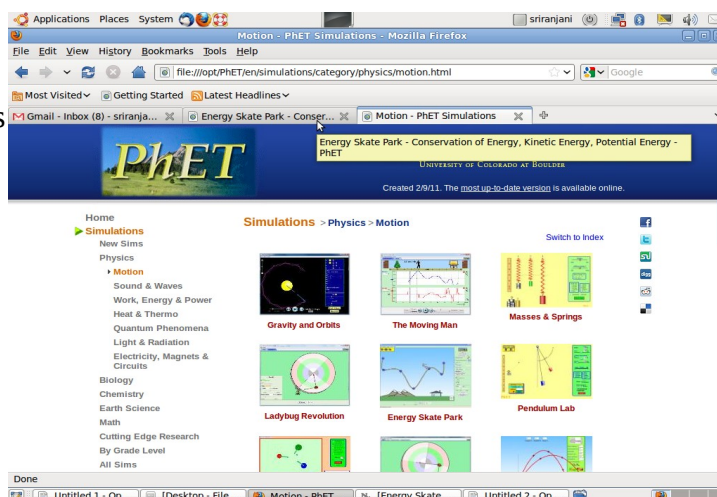 Applications Places System sriranjani
Motion - PhET Simulations - Mozilla Firefox
File Edit View History Bookmarks Tools Help
file:///opt/PhET/en/simulations/category/physics/motion.html Google
Most Visited Getting Started Latest Headlines
s
Gmail - Inbox (8) - sriranja... Energy Skate Park - Conser... Motion - PhET Simulations
Energy Skate Park - Conservation of Energy, Kinetic Energy, Potential Energy -
PhET
PhET
UNIVERSITY OF COLORADO AT BOULDER
Created 2/9/11. The most up-to-date version is available online.
Home
Simulations
New Sims
Physics
Motion
Sound & Waves
Work, Energy & Power
Heat & Thermo
Quantum Phenomena
Light & Radiation
Electricity, Magnets &
Circuits
Biology
Chemistry
Earth Science
Math
Cutting Edge Research
By Grade Level
All Sims
Simulations > Physics > Motion
Switch to Index
Gravity and Orbits The Moving Man Masses & Springs
Ladybug Revolution Energy Skate Park Pendulum Lab
Done
Untitled 1 - Op... [Desktop - File... Motion - PhET... [Energy Skate... Untitled 2 - Op...